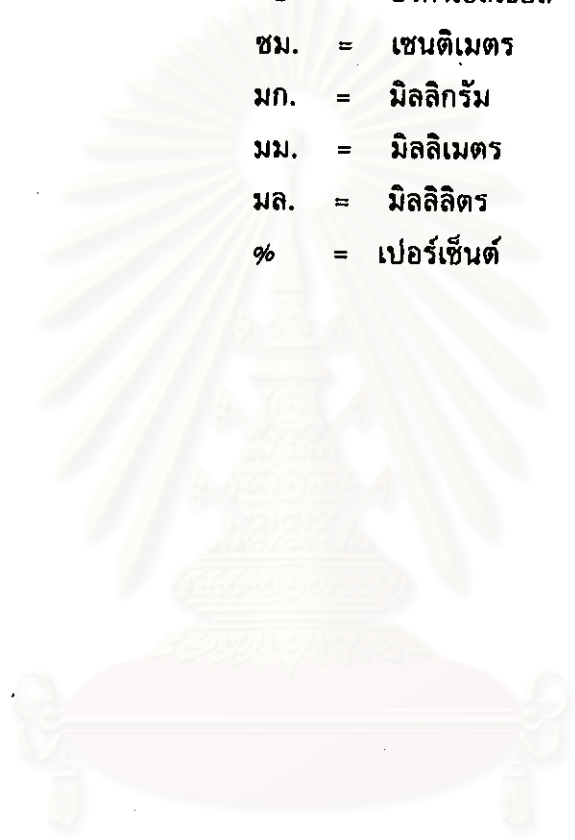 ซม. = เซนติเมตร
มก. = มิลลิกรัม
มม. = มิลลิเมตร
มล. = มิลลิลิตร
% = เปอร์เซ็นต์